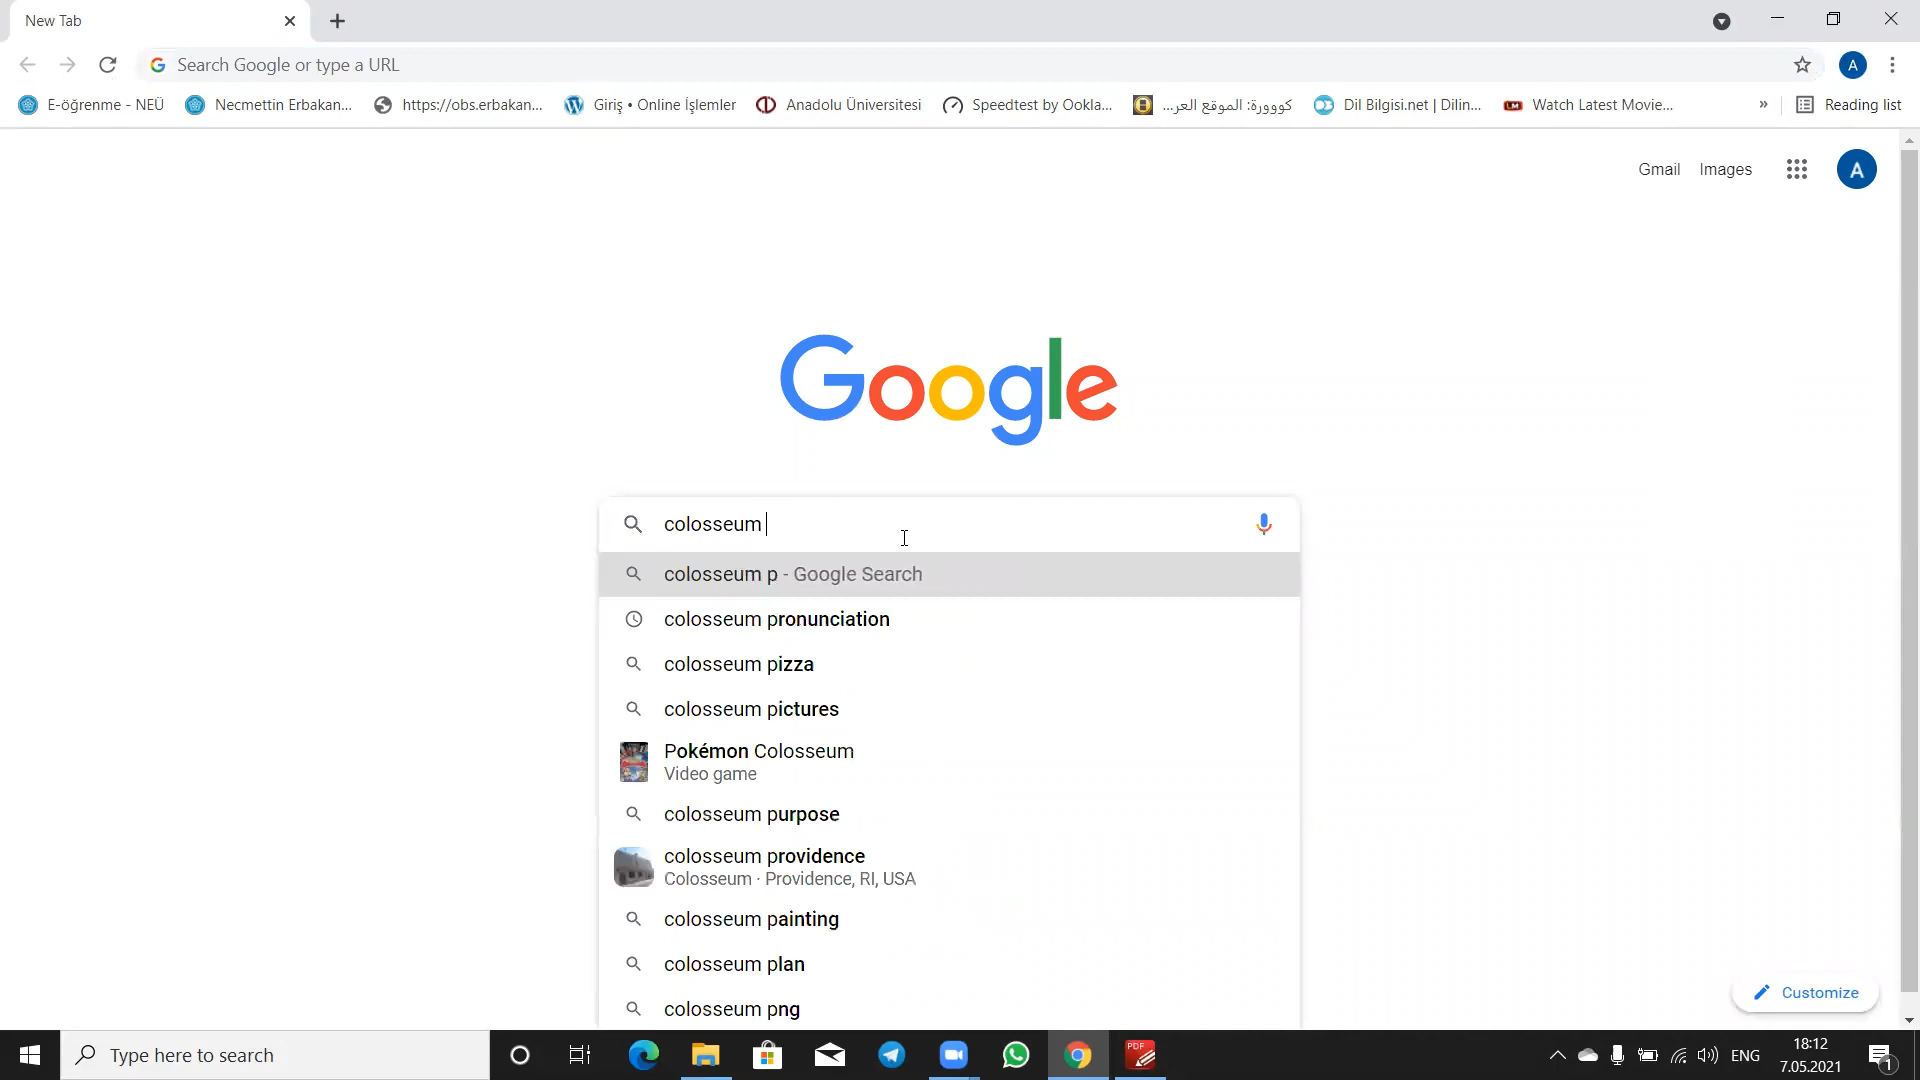 New Tab
Search Google or type a URL
A
E-öğrenme - NEÜ
Necmettin Erbakan...
https://obs.erbakan...
Giriş • Online İşlemler
Anadolu Üniversitesi
Speedtest by Ookla...
كووورة: الموقع العر...
Dil Bilgisi.net | Dilin...
Watch Latest Movie...
»
Reading list
Gmail
Images
A
Google
colosseum
colosseum p - Google Search
colosseum pronunciation
colosseum pizza
colosseum pictures
Pokémon Colosseum
Video game
colosseum purpose
colosseum providence
Colosseum · Providence, RI, USA
colosseum painting
colosseum plan
colosseum png
Customize
Type here to search
PDF
ENG
18:12
7.05.2021
1